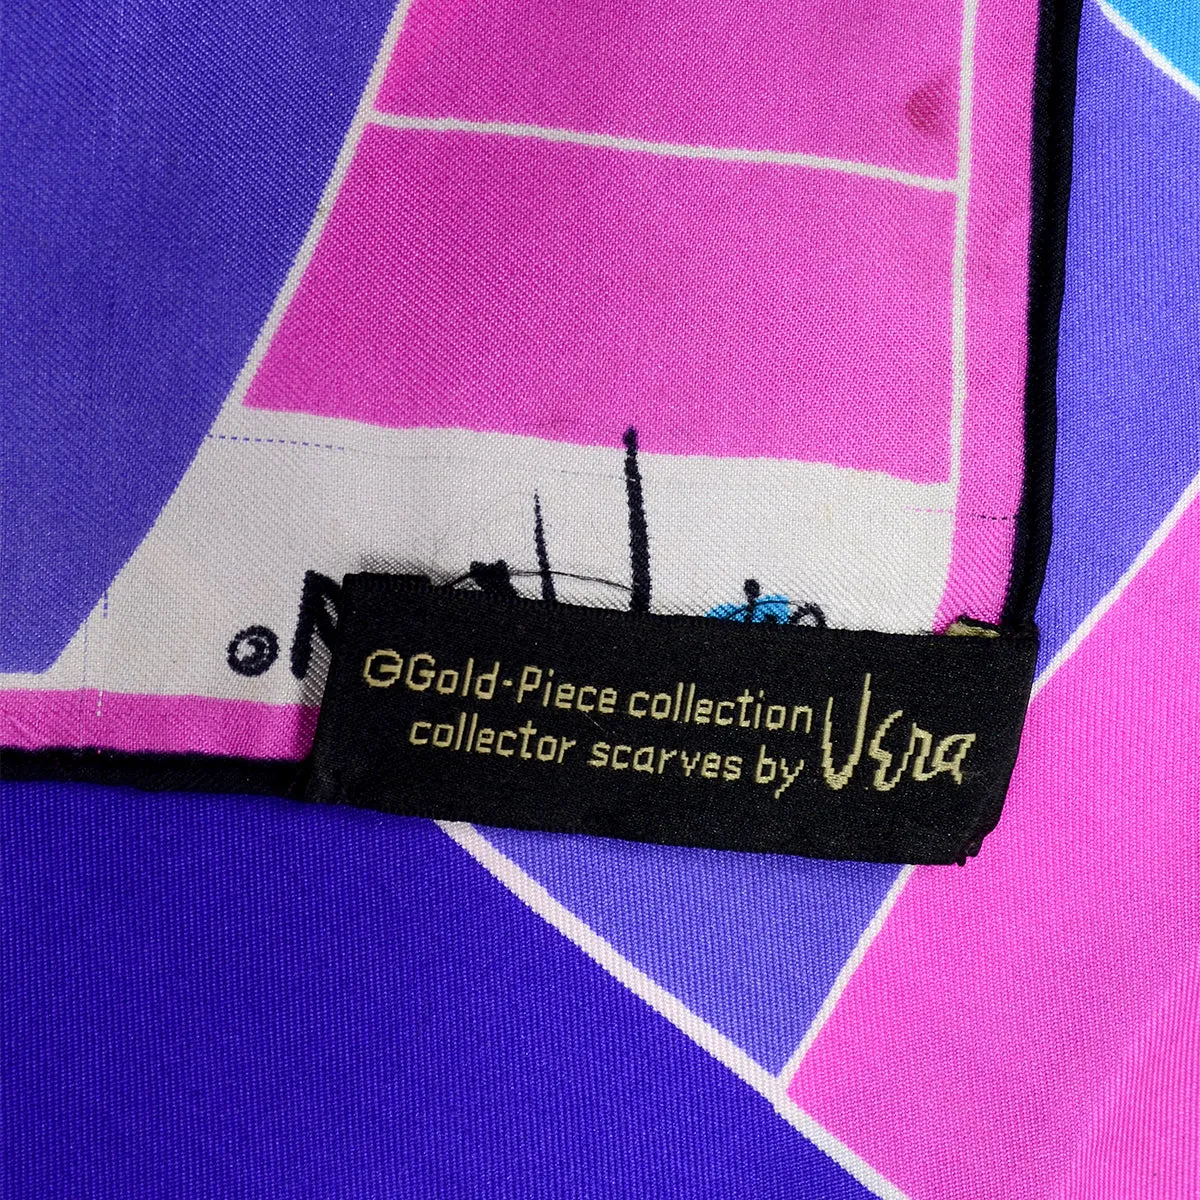 ©Gold-Piece collection
collector scarves by Vera